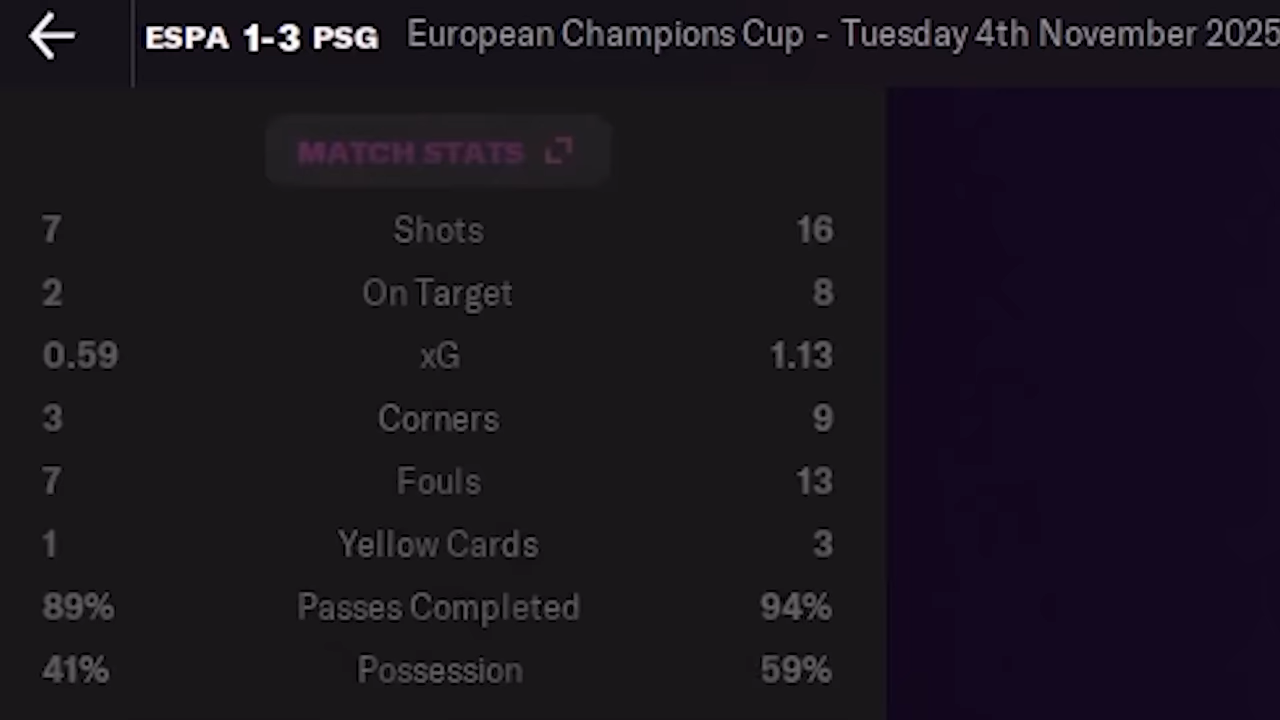 ESPA 1-3 PSG European Champions Cup - Tuesday 4th November 2025
MATCH STATS
7 Shots 16
2 On Target 8
0.59 xG 1.13
3 Corners 9
7 Fouls 13
1 Yellow Cards 3
89% Passes Completed 94%
41% Possession 59%